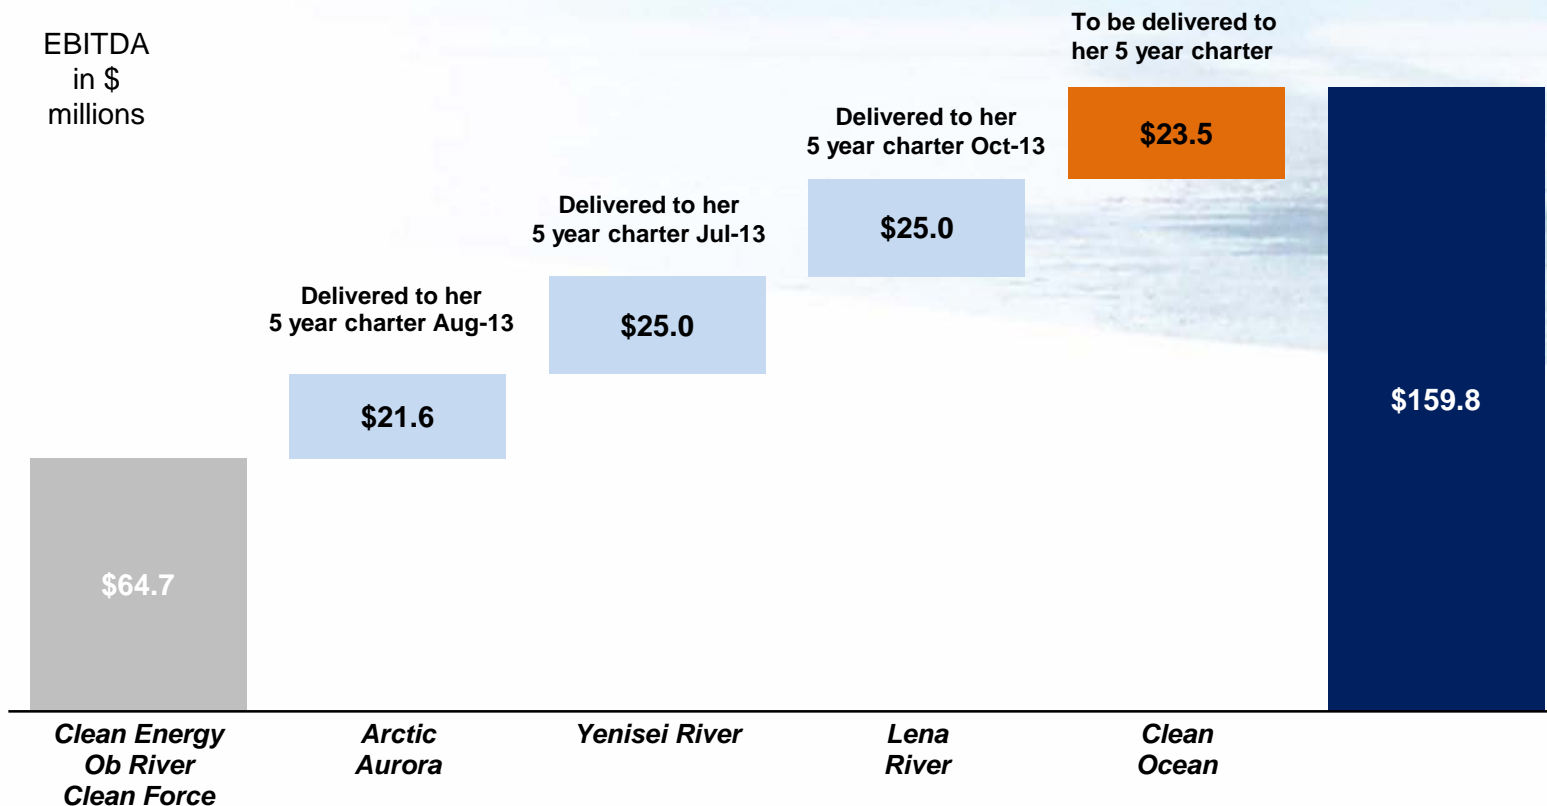 EBITDA
in $
millions
To be delivered to
her 5 year charter
$23.5
Delivered to her
5 year charter Oct-13
$25.0
Delivered to her
5 year charter Jul-13
$25.0
Delivered to her
5 year charter Aug-13
$21.6
$64.7
$159.8
Clean Energy
Ob River
Clean Force
Arctic
Aurora
Yenisei River
Lena
River
Clean
Ocean